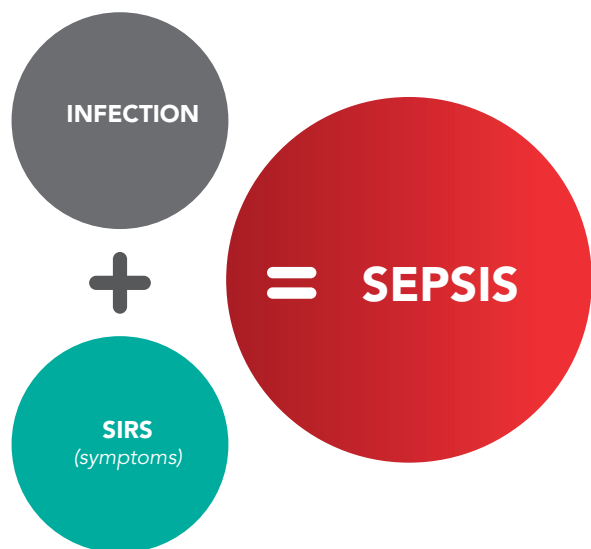 INFECTION
+
SIRS
(symptoms)
= SEPSIS